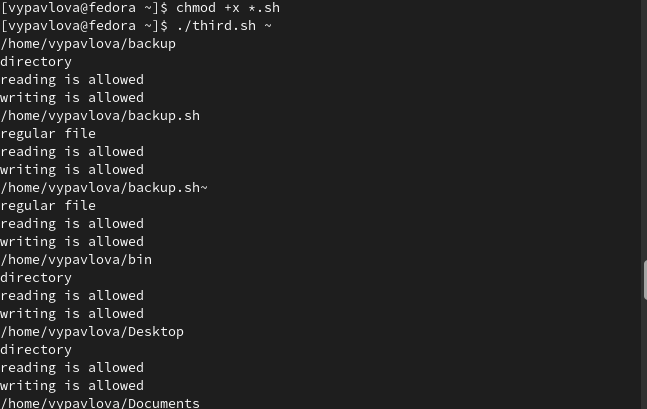 [vypavlova@fedora ~]$ chmod +x *.sh
[vypavlova@fedora ~]$ ./third.sh ~
/home/vypavlova/backup
directory
reading is allowed
writing is allowed
/home/vypavlova/backup.sh
regular file
reading is allowed
writing is allowed
/home/vypavlova/backup.sh~
regular file
reading is allowed
writing is allowed
/home/vypavlova/bin
directory
reading is allowed
writing is allowed
/home/vypavlova/Desktop
directory
reading is allowed
writing is allowed
/home/vypavlova/Documents